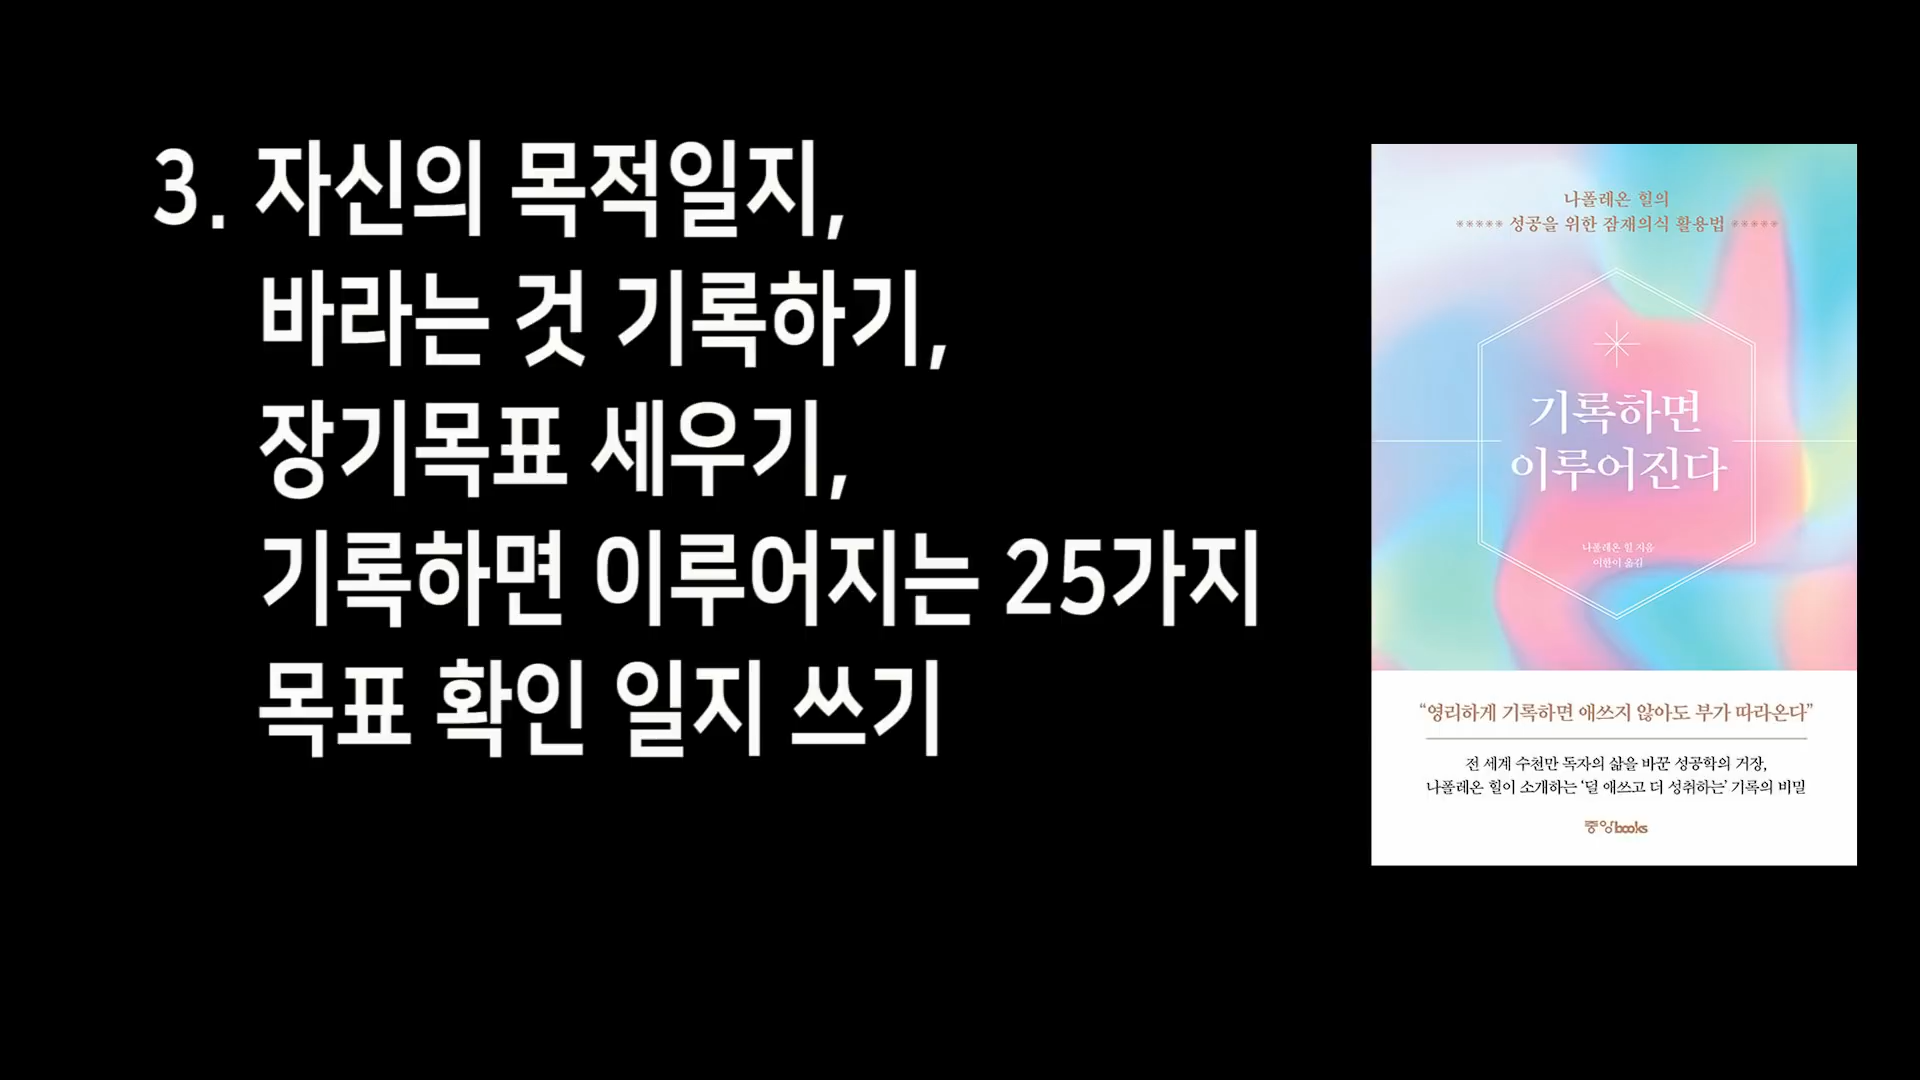 3. 자신의 목적일지,
바라는 것 기록하기,
장기목표 세우기,
기록하면 이루어지는 25가지
목표 확인 일지 쓰기
나폴레온 힐의
***** 성공을 위한 잠재의식 활용법 *****
기록하면
이루어진다
나폴레온 힐 지음
이한이 옮김
“영리하게 기록하면 애쓰지 않아도 부가 따라온다”
전 세계 수천만 독자의 삶을 바꾼 성공학의 거장,
나폴레온 힐이 소개하는 ‘덜 애쓰고 더 성취하는’ 기록의 비밀
중앙books